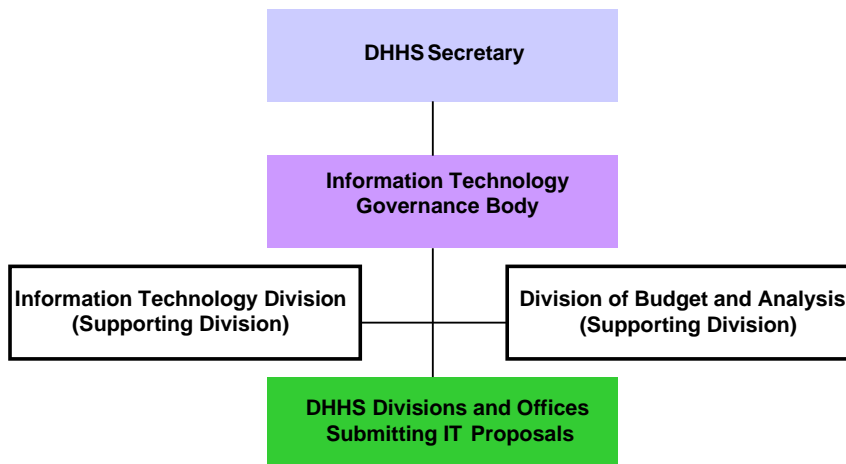 DHHS Secretary
Information Technology
Governance Body
Information Technology Division
(Supporting Division)
Division of Budget and Analysis
(Supporting Division)
DHHS Divisions and Offices
Submitting IT Proposals